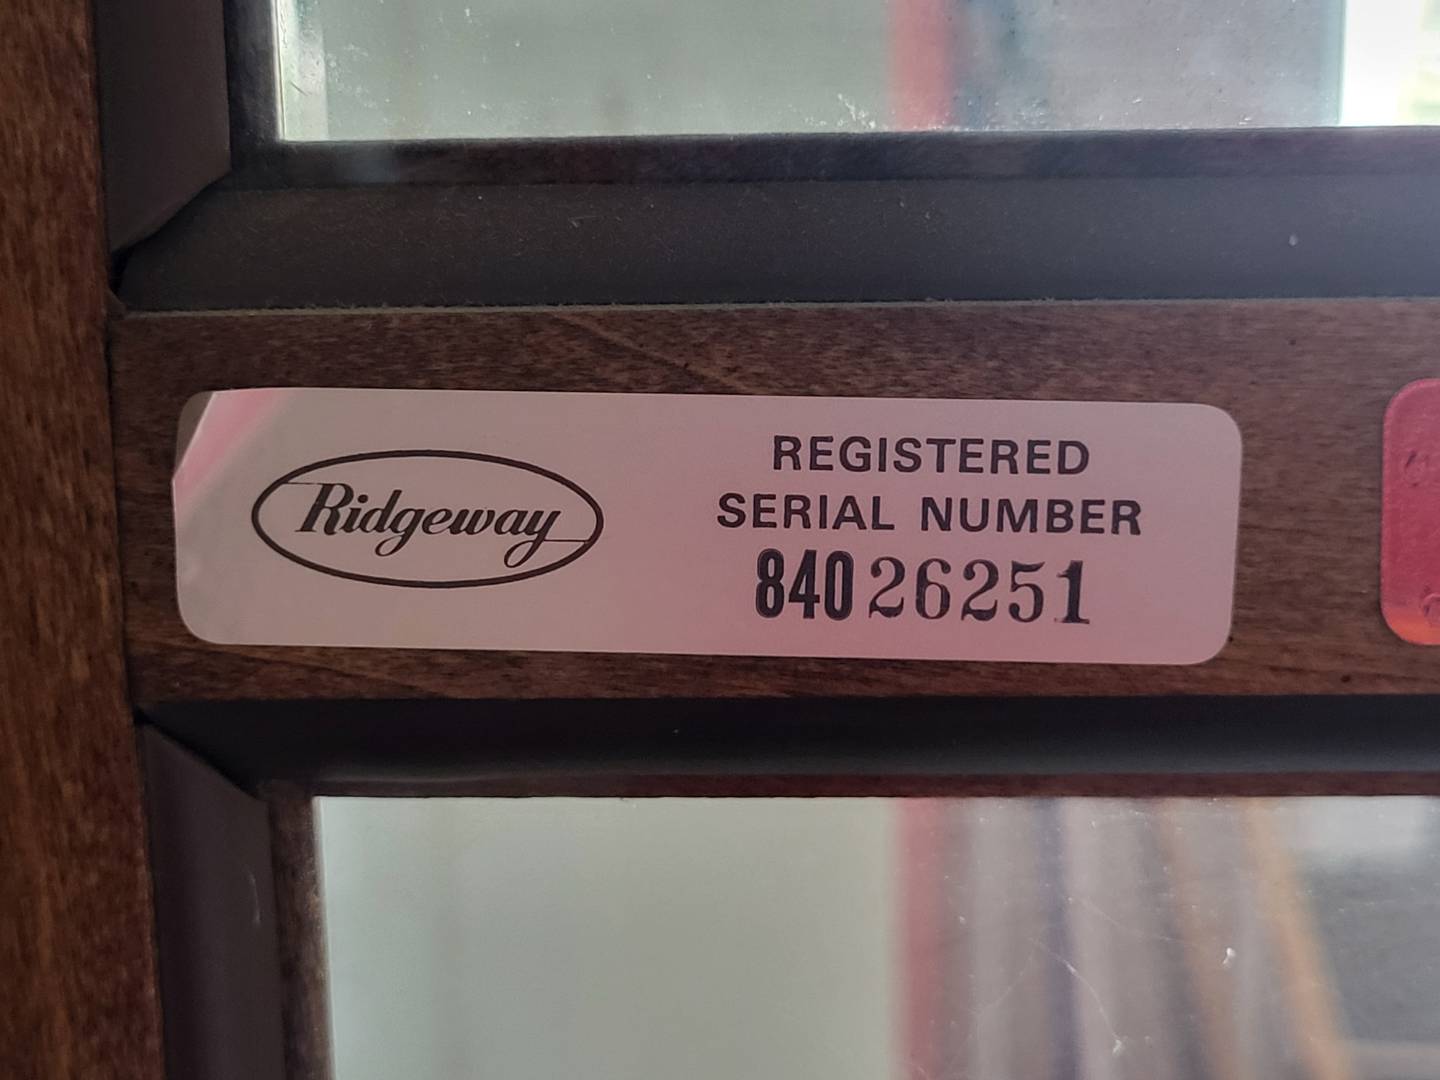 Ridgeway
REGISTERED
SERIAL NUMBER
84026251